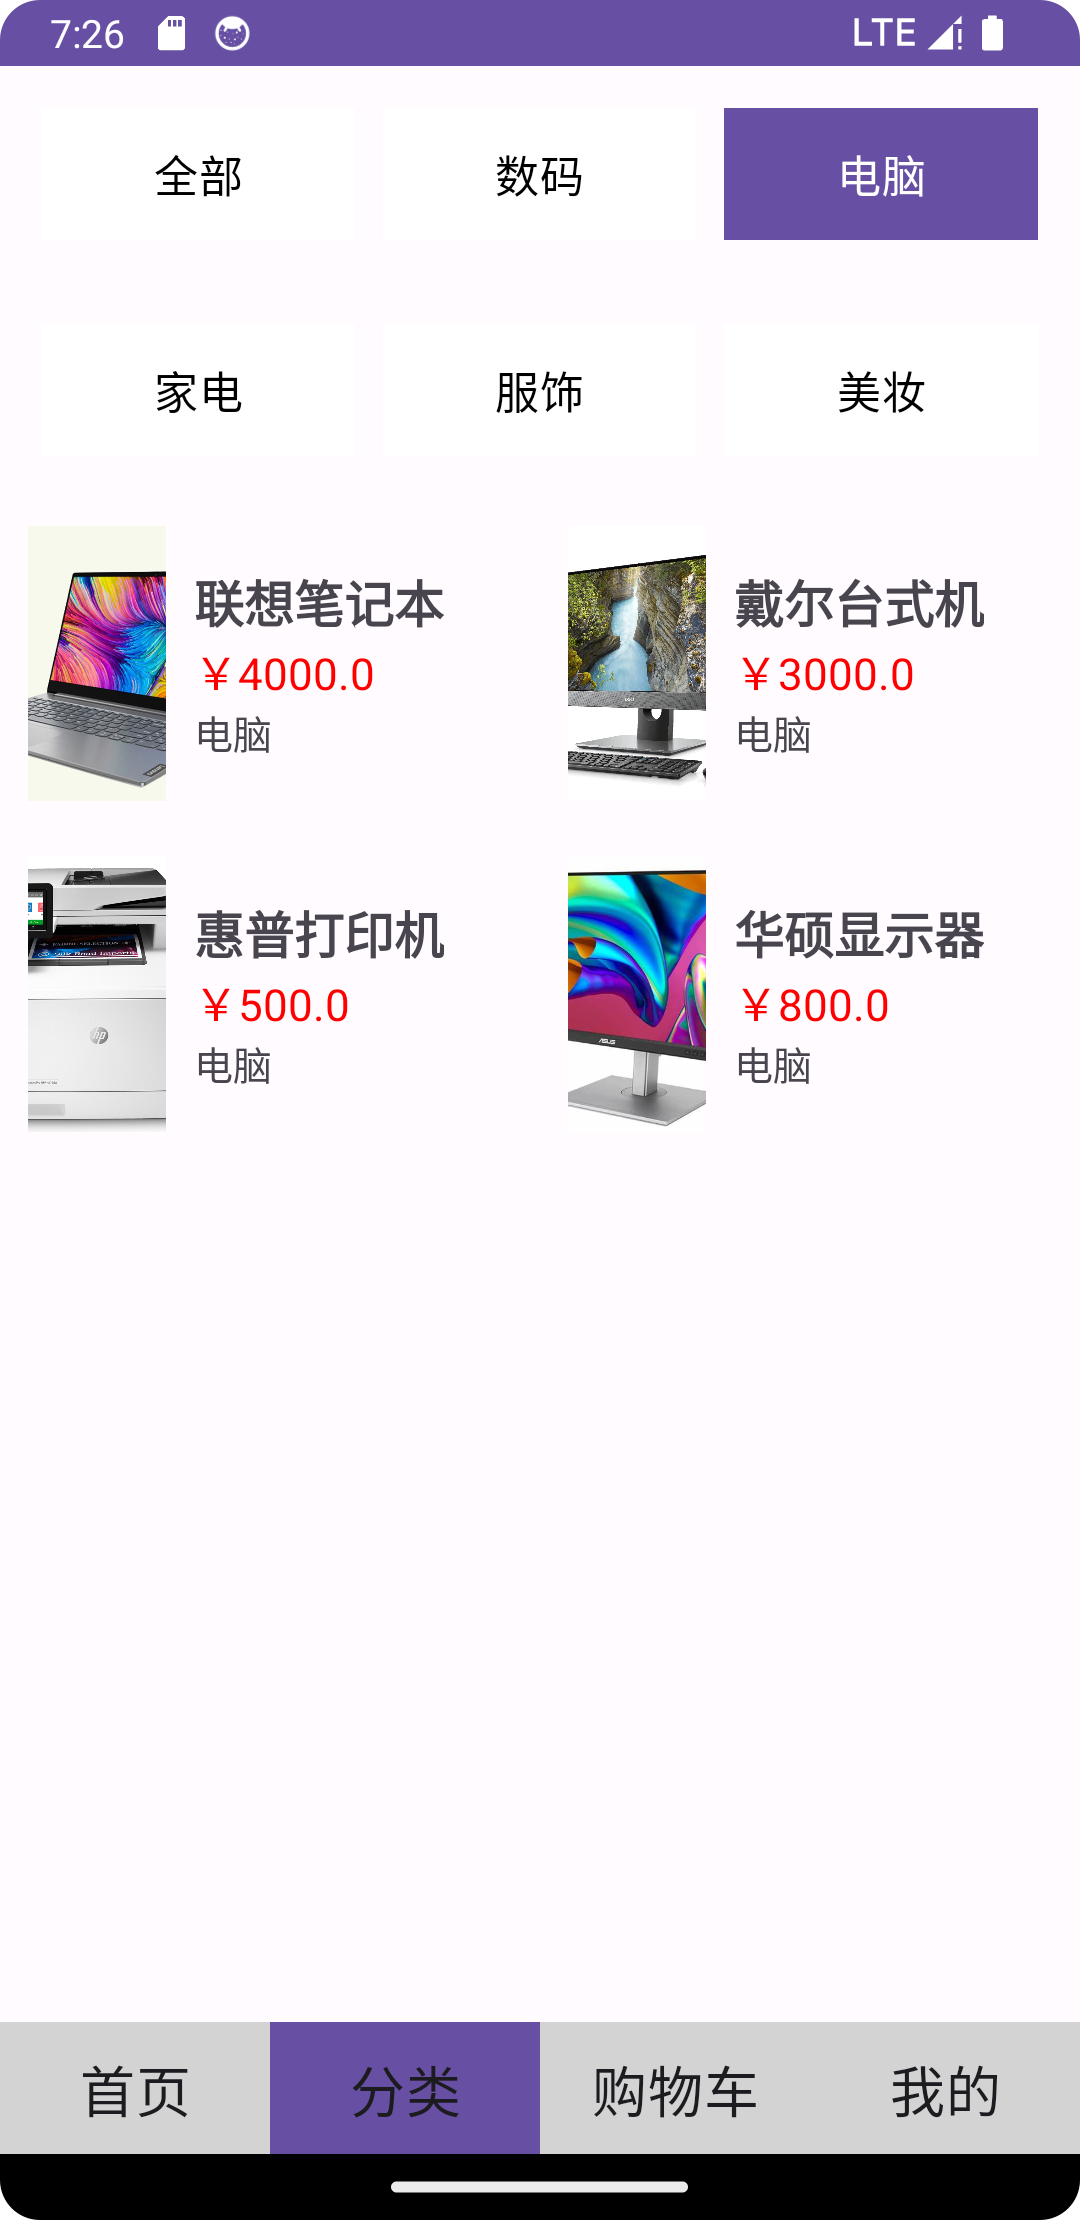 7:26 LTE
全部 数码 电脑
家电 服饰 美妆
联想笔记本
￥4000.0
电脑
戴尔台式机
￥3000.0
电脑
惠普打印机
￥500.0
电脑
hp
华硕显示器
￥800.0
电脑
ASUS
首页 分类 购物车 我的